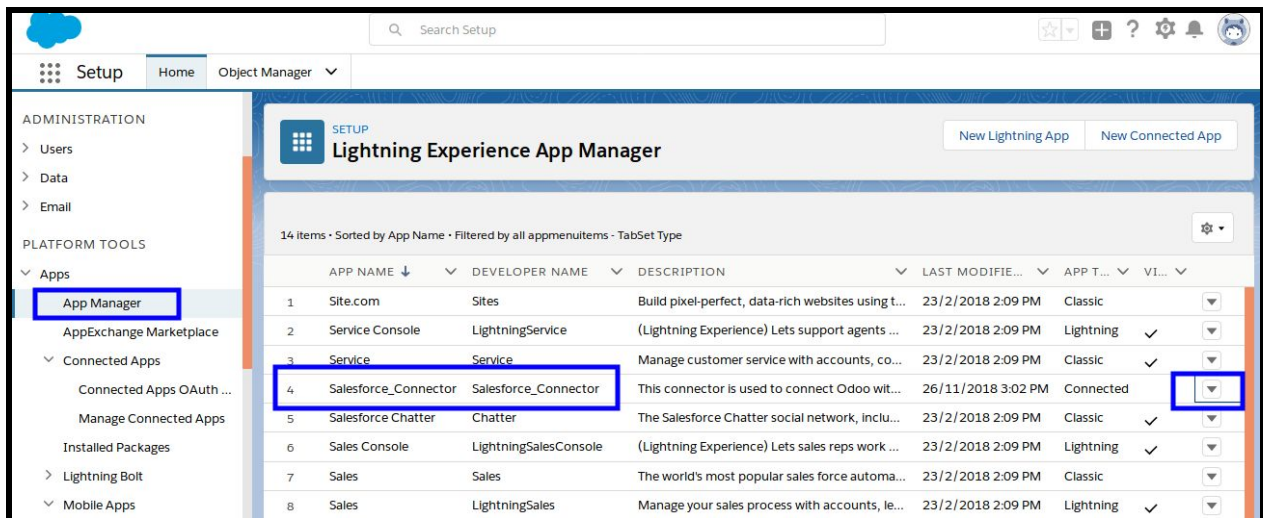 Search Setup
Setup Home Object Manager
ADMINISTRATION
Users
Data
Email
PLATFORM TOOLS
Apps
App Manager
AppExchange Marketplace
Connected Apps
Connected Apps OAuth ...
Manage Connected Apps
Installed Packages
Lightning Bolt
Mobile Apps
SETUP
Lightning Experience App Manager
New Lightning App New Connected App
14 items • Sorted by App Name • Filtered by all appmenuitems - TabSet Type
APP NAME DEVELOPER NAME DESCRIPTION LAST MODIFIE... APP T... VI...
1 Site.com Sites Build pixel-perfect, data-rich websites using t... 23/2/2018 2:09 PM Classic
2 Service Console LightningService (Lightning Experience) Lets support agents ... 23/2/2018 2:09 PM Lightning
3 Service Service Manage customer service with accounts, co... 23/2/2018 2:09 PM Classic
4 Salesforce_Connector Salesforce_Connector This connector is used to connect Odoo wit... 26/11/2018 3:02 PM Connected
5 Salesforce Chatter Chatter The Salesforce Chatter social network, inclu... 23/2/2018 2:09 PM Classic
6 Sales Console LightningSalesConsole (Lightning Experience) Lets sales reps work ... 23/2/2018 2:09 PM Lightning
7 Sales Sales The world's most popular sales force automa... 23/2/2018 2:09 PM Classic
8 Sales LightningSales Manage your sales process with accounts, le... 23/2/2018 2:09 PM Lightning